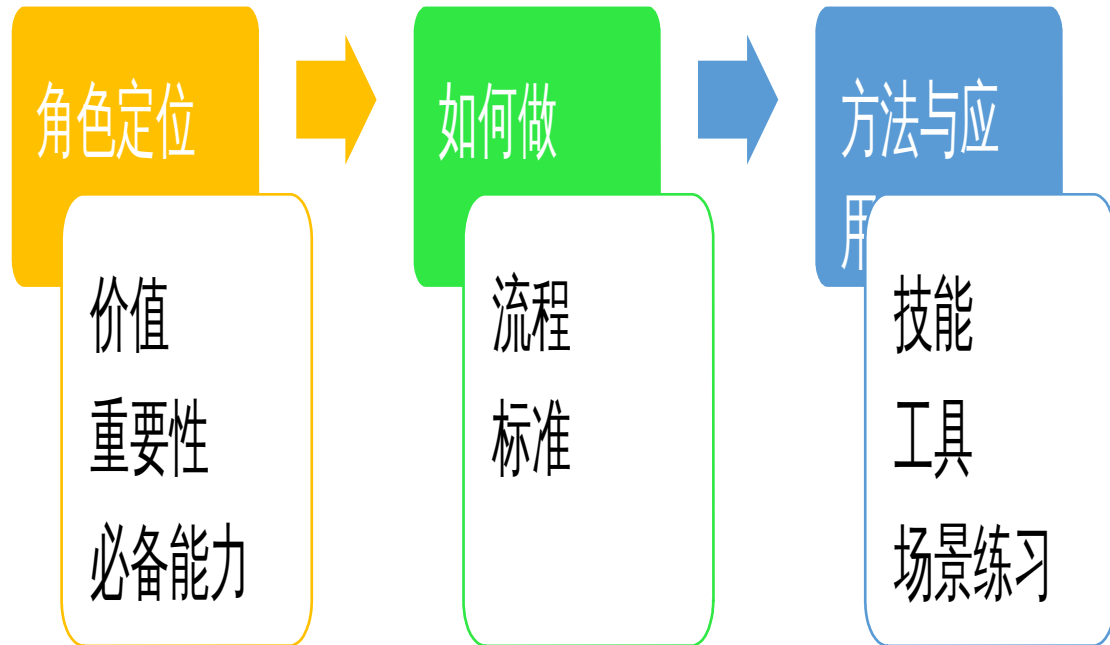 角色定位
价值
重要性
必备能力
如何做
流程
标准
方法与应
用
技能
工具
场景练习